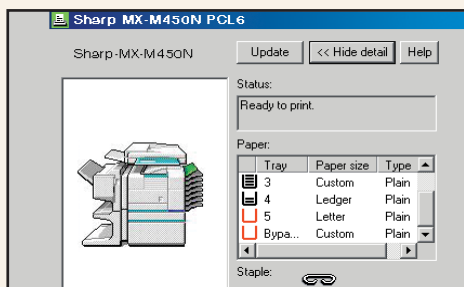 Sharp MX-M450N PCL6
Sharp-MX-M450N
Update << Hide detail Help
Status:
Ready to print.
Paper:
Tray Paper size Type
3 Custom Plain
4 Ledger Plain
5 Letter Plain
Bypa... Custom Plain
Staple: